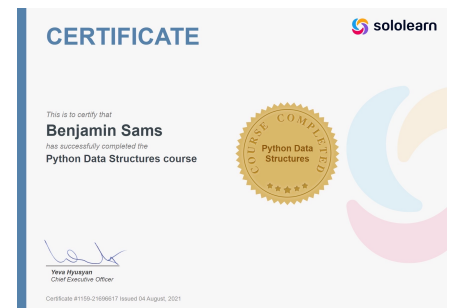 CERTIFICATE
sololearn
This is to certify that
Benjamin Sams
has successfully completed the
Python Data Structures course
COURSE COMPLETED
Python Data
Structures
Yeva Hyusyan
Chief Executive Officer
Certificate #1159-21696617 Issued 04 August, 2021